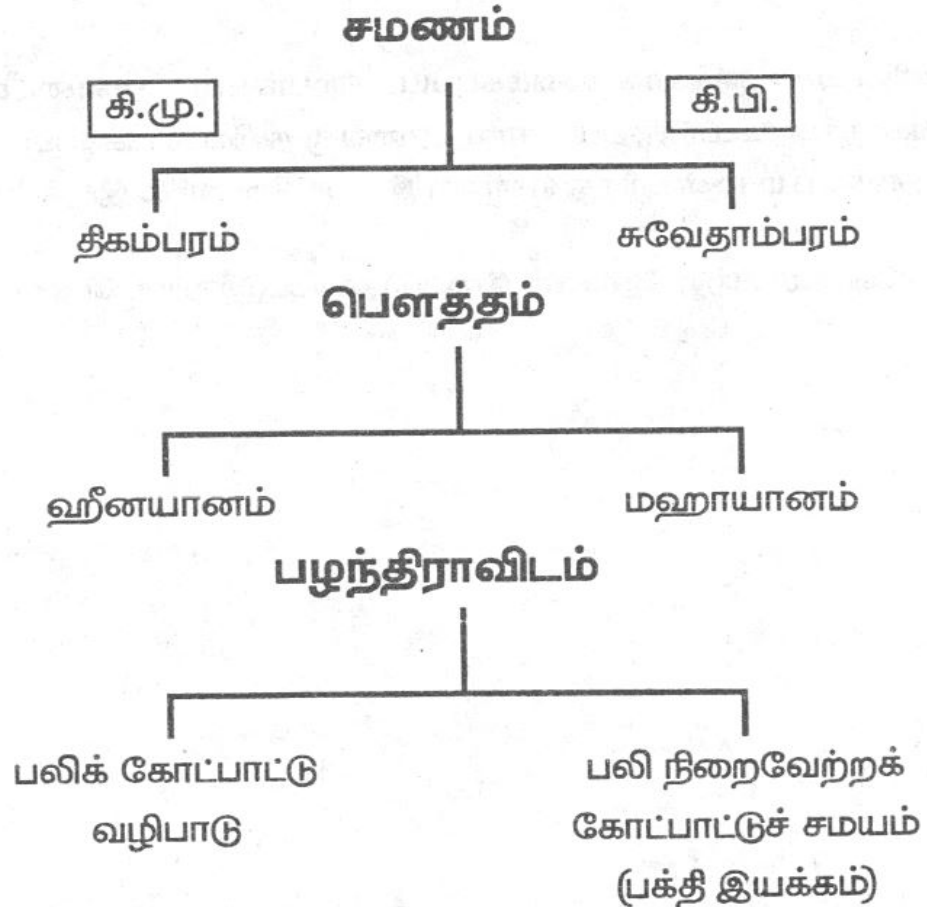 சமணம்
கி.மு. கி.பி.
திகம்பரம் சுவேதாம்பரம்
பௌத்தம்
ஹீனயானம் மஹாயானம்
பழந்திராவிடம்
பலிக் கோட்பாட்டு பலி நிறைவேற்றக்
வழிபாடு கோட்பாட்டுச் சமயம்
(பக்தி இயக்கம்)